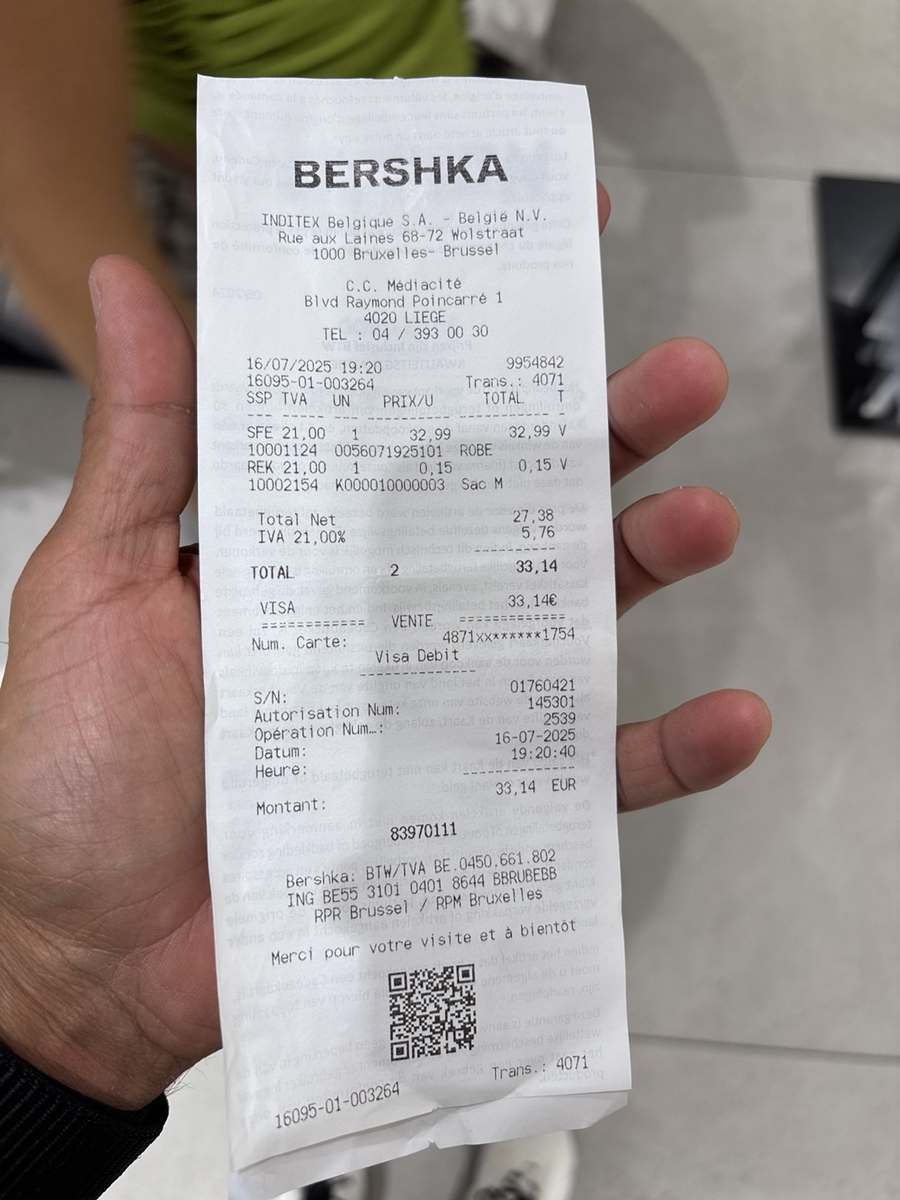 BERSHKA
INDITEX Belgique S.A. - België N.V.
Rue aux Laines 68-72 Wolstraat
1000 Bruxelles- Brussel
C.C. Médiacité
Blvd Raymond Poincarré 1
4020 LIEGE
TEL : 04 / 393 00 30
16/07/2025 19:20 9954842
16095-01-003264 Trans.: 4071
SSP TVA UN PRIX/U TOTAL T
SFE 21,00 1 32,99 32,99 V
10001124 0056071925101 ROBE
REK 21,00 1 0,15 0,15 V
10002154 K000010000003 Sac M
Total Net 27,38
IVA 21,00% 5,76
TOTAL 2 33,14
VISA 33,14€
============ VENTE ============
Num. Carte: 4871xx******1754
Visa Debit
S/N: 01760421
Autorisation Num: 145301
Opération Num…: 2539
Datum: 16-07-2025
Heure: 19:20:40
Montant: 33,14 EUR
83970111
Bershka: BTW/TVA BE.0450.661.802
ING BE55 3101 0401 8644 BBRUBEBB
RPR Brussel / RPM Bruxelles
Merci pour votre visite et à bientôt
16095-01-003264 Trans.: 4071